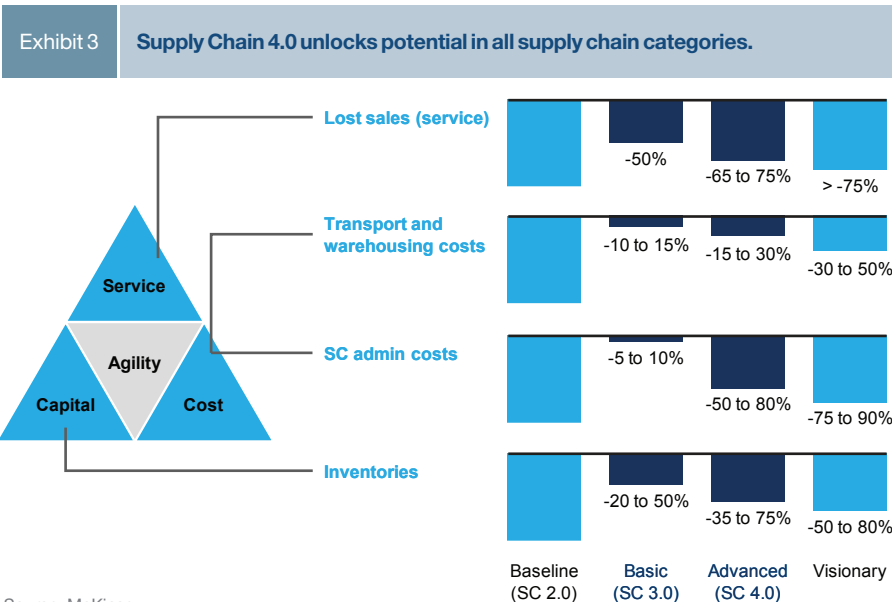 Exhibit 3
Supply Chain 4.0 unlocks potential in all supply chain categories.
Lost sales (service)
-50%
-65 to 75%
> -75%
Transport and
warehousing costs
-10 to 15%
-15 to 30%
-30 to 50%
Service
Agility
Capital
Cost
SC admin costs
-5 to 10%
-50 to 80%
-75 to 90%
Inventories
-20 to 50%
-35 to 75%
-50 to 80%
Baseline
(SC 2.0)
Basic
(SC 3.0)
Advanced
(SC 4.0)
Visionary